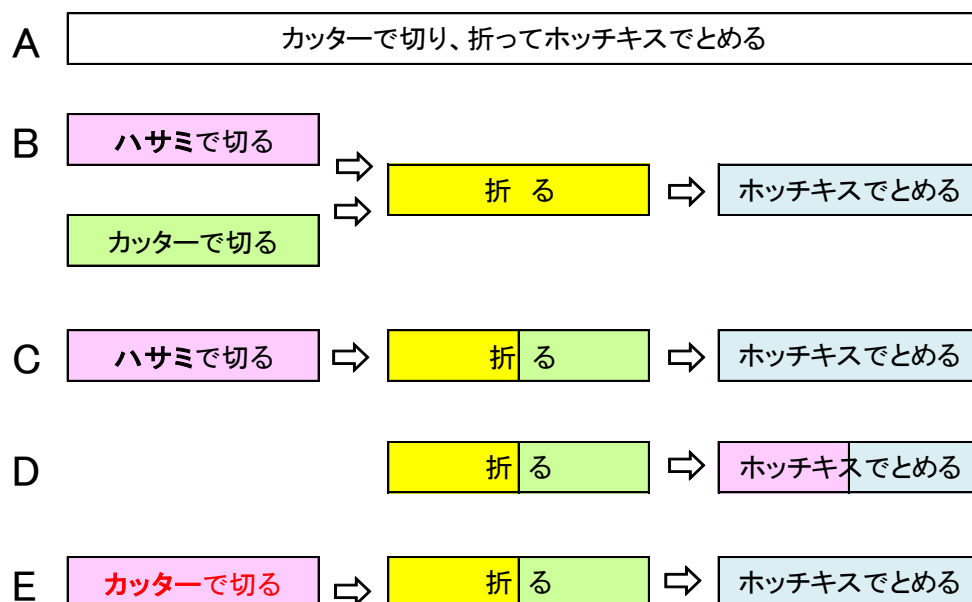 A カッターで切り、折ってホッチキスでとめる
B ハサミで切る
折 る
ホッチキスでとめる
カッターで切る
C ハサミで切る 折 る ホッチキスでとめる
D 折 る ホッチキスでとめる
E カッターで切る 折 る ホッチキスでとめる